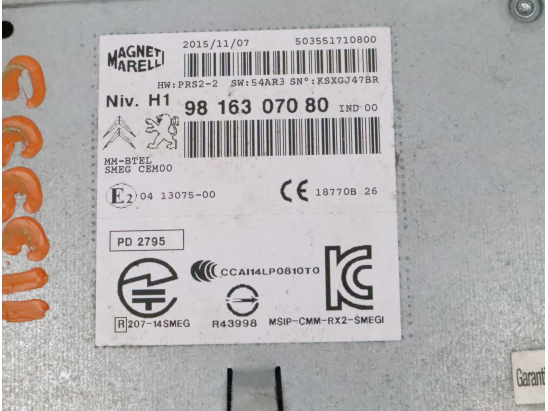 MAGNETI
MARELLI
2015/11/07
503551710800
HW:PRS2-2 SW:54AR3 SN°:KSXGJ47BR
Niv. H1
98 163 070 80 IND 00
MM-BTEL
SMEG CEM00
E2 04 13075-00
CE 18770B 26
PD 2795
CCAI14LP0810T0
R 207-14SMEG
R43998
MSIP-CMM-RX2-SMEGI
Garanti